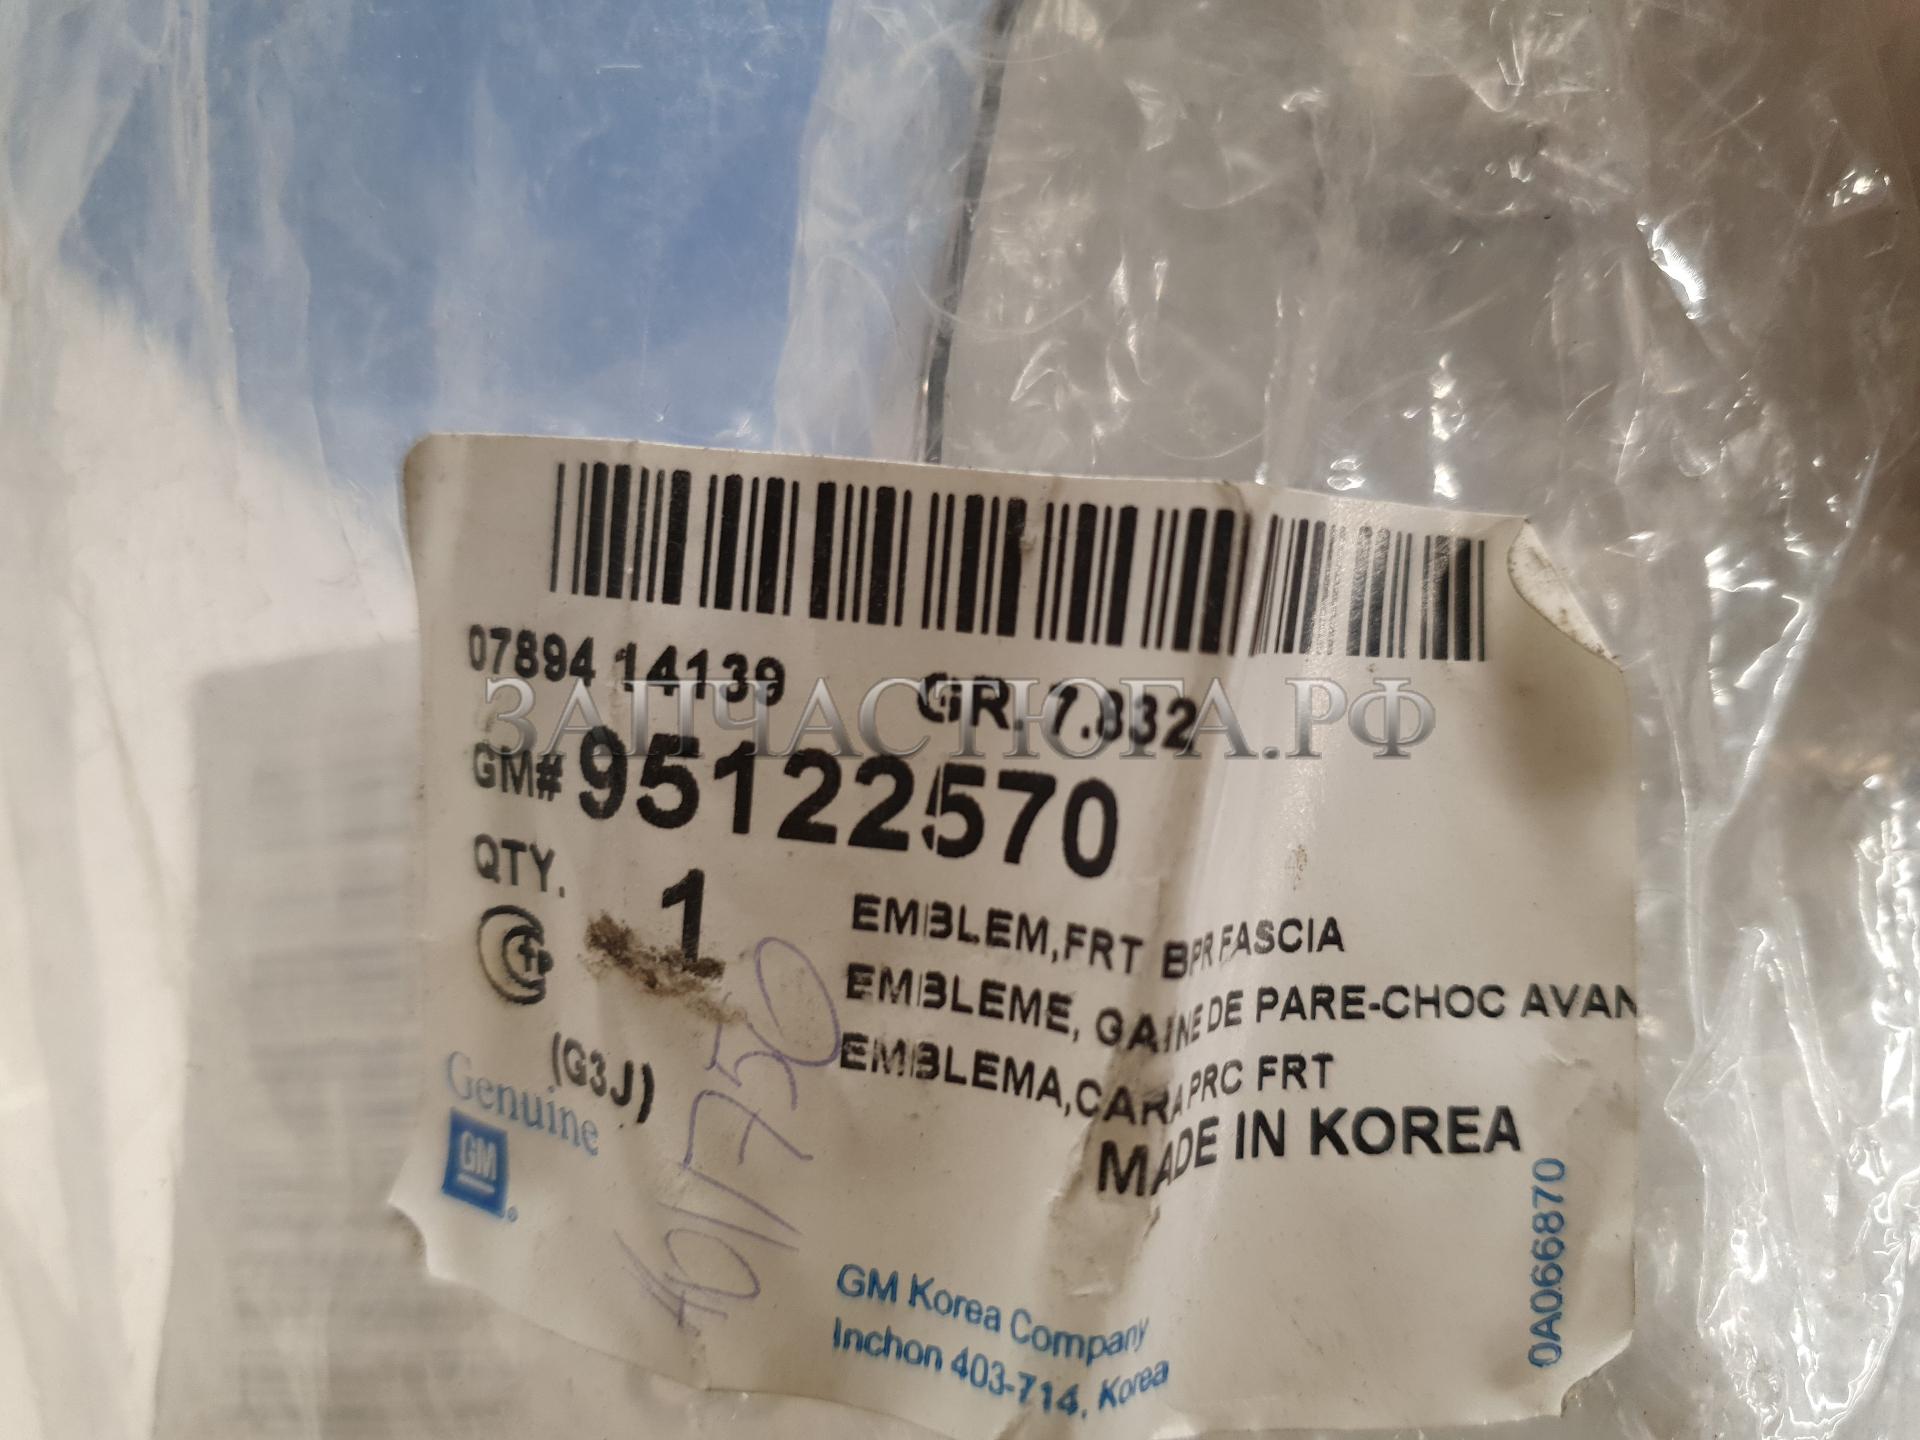 07894 14139 GR. 7.832
ЗАПЧАСТЮГА.РФ
GM# 95122570
QTY. 1
EMBLEM,FRT BPR FASCIA
EMBLEME, GAINE DE PARE-CHOC AVAN
EMBLEMA,CARA PRC FRT
(G3J)
MADE IN KOREA
Genuine
GM
GM Korea Company
Inchon 403-714, Korea
0A066870